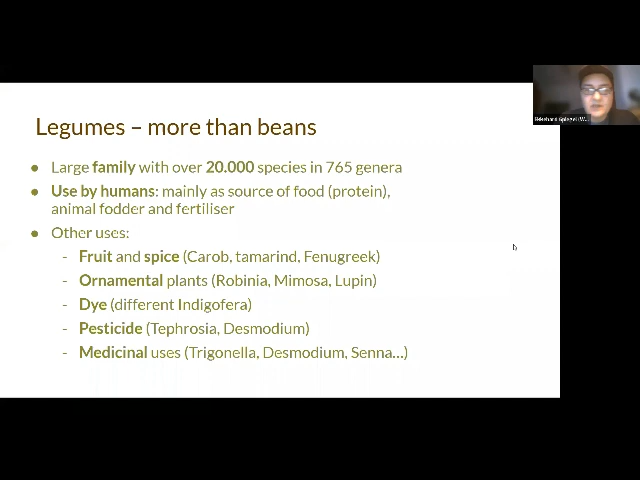 Legumes – more than beans
● Large family with over 20.000 species in 765 genera
● Use by humans: mainly as source of food (protein),
animal fodder and fertiliser
● Other uses:
- Fruit and spice (Carob, tamarind, Fenugreek)
- Ornamental plants (Robinia, Mimosa, Lupin)
- Dye (different Indigofera)
- Pesticide (Tephrosia, Desmodium)
- Medicinal uses (Trigonella, Desmodium, Senna...)